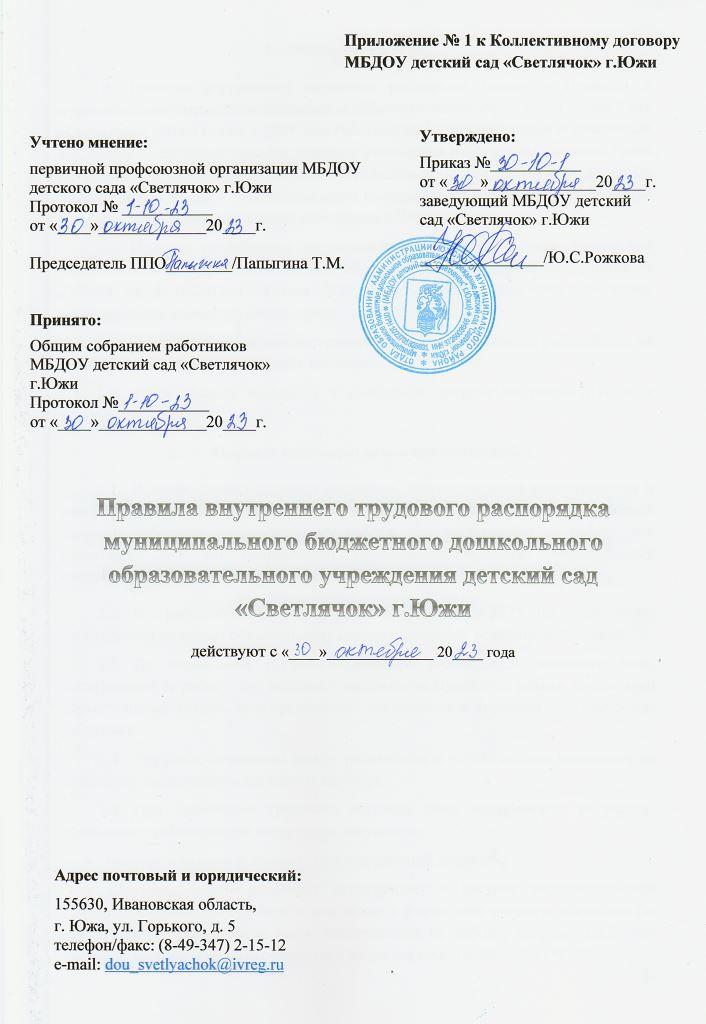 Приложение № 1 к Коллективному договору
МБДОУ детский сад «Светлячок» г.Южи
Учтено мнение:
первичной профсоюзной организации МБДОУ
детского сада «Светлячок» г.Южи
Протокол № 1-10-23
от «30» октября 2023г.
Председатель ППО Папыгина/Папыгина Т.М.
Утверждено:
Приказ № 30-10-1
от «30» октября 2023г.
заведующий МБДОУ детский
сад «Светлячок» г.Южи
/Ю.С.Рожкова
Принято:
Общим собранием работников
МБДОУ детский сад «Светлячок»
г.Южи
Протокол № 1-10-23
от «30» октября 2023г.
Правила внутреннего трудового распорядка
муниципального бюджетного дошкольного
образовательного учреждения детский сад
«Светлячок» г.Южи
действуют с «30» октября 2023 года
Адрес почтовый и юридический:
155630, Ивановская область,
г. Южа, ул. Горького, д. 5
телефон/факс: (8-49-347) 2-15-12
e-mail: dou_svetlyachok@ivreg.ru